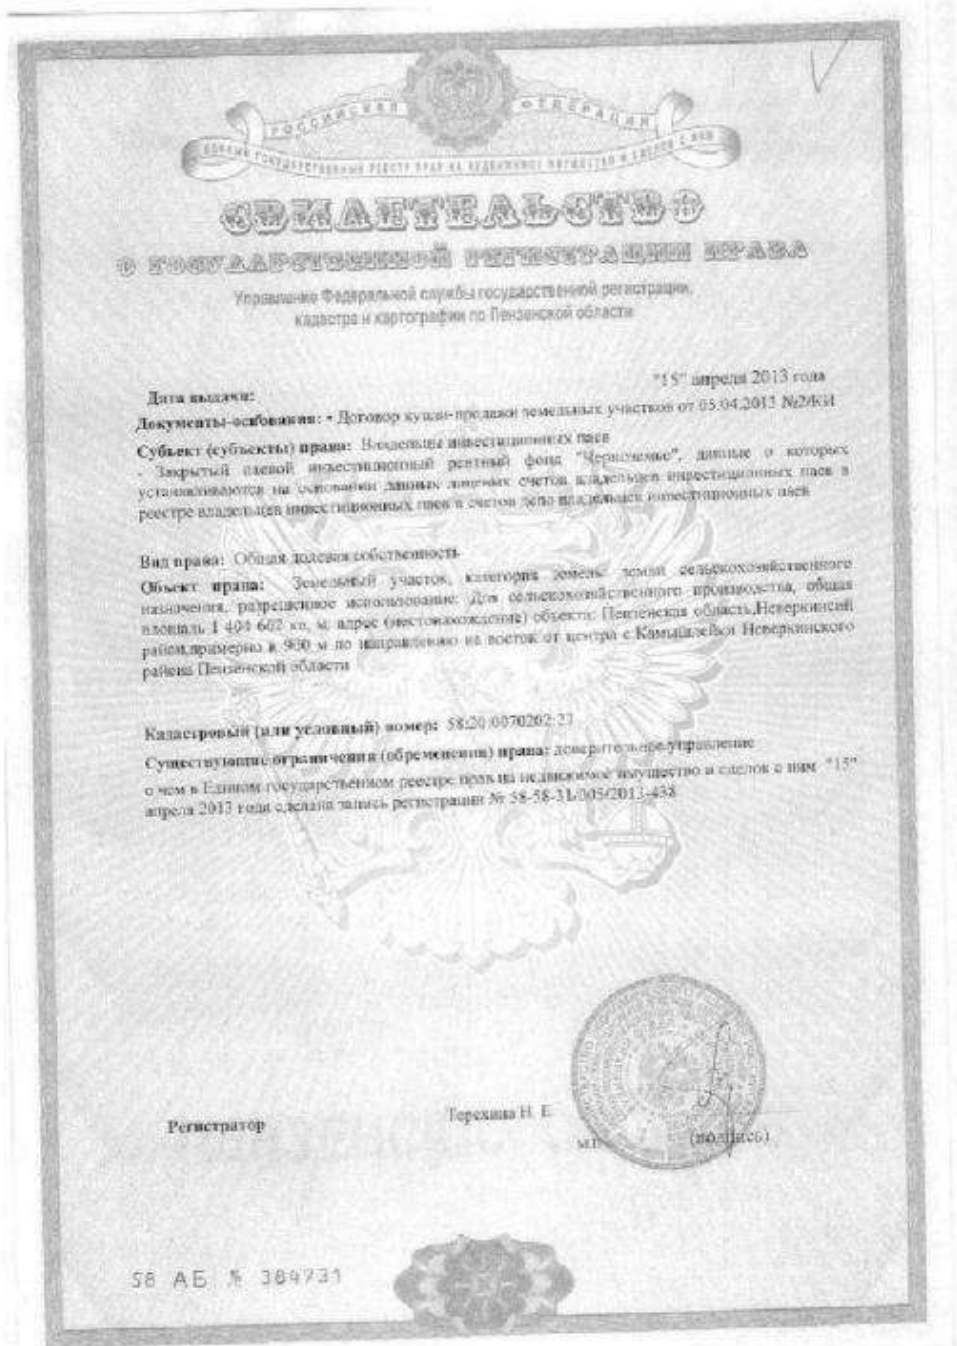 РОССИЙСКАЯ ФЕДЕРАЦИЯ
ЕДИНЫЙ ГОСУДАРСТВЕННЫЙ РЕЕСТР ПРАВ НА НЕДВИЖИМОЕ ИМУЩЕСТВО И СДЕЛОК С НИМ
СВИДЕТЕЛЬСТВО
О ГОСУДАРСТВЕННОЙ РЕГИСТРАЦИИ ПРАВА
Управление Федеральной службы государственной регистрации,
кадастра и картографии по Пензенской области
Дата выдачи: "15" апреля 2013 года
Документы-основания: • Договор купли-продажи земельных участков от 05.04.2013 №2/КИ
Субъект (субъекты) права: Владельцы инвестиционных паев
- Закрытый паевой инвестиционный рентный фонд "Черноземье", данные о которых
устанавливаются на основании данных лицевых счетов владельцев инвестиционных паев в
реестре владельцев инвестиционных паев и счетов депо владельцев инвестиционных паев
Вид права: Общая долевая собственность
Объект права: Земельный участок, категория земель: земли сельскохозяйственного
назначения, разрешенное использование: Для сельскохозяйственного производства, общая
площадь 1 404 602 кв. м, адрес (местонахождение) объекта: Пензенская область,Неверкинсий
район,примерно в 900 м по направлению на восток от центра с.Камышлейки Неверкинского
района Пензенской области
Кадастровый (или условный) номер: 58:20:0070202:27
Существующие ограничения (обременения) права: доверительное управление
о чем в Едином государственном реестре прав на недвижимое имущество и сделок с ним "15"
апреля 2013 года сделана запись регистрации № 58-58-31/005/2013-438
Регистратор Терехина Н. Е.
м.п. (подпись)
58 АБ № 384731